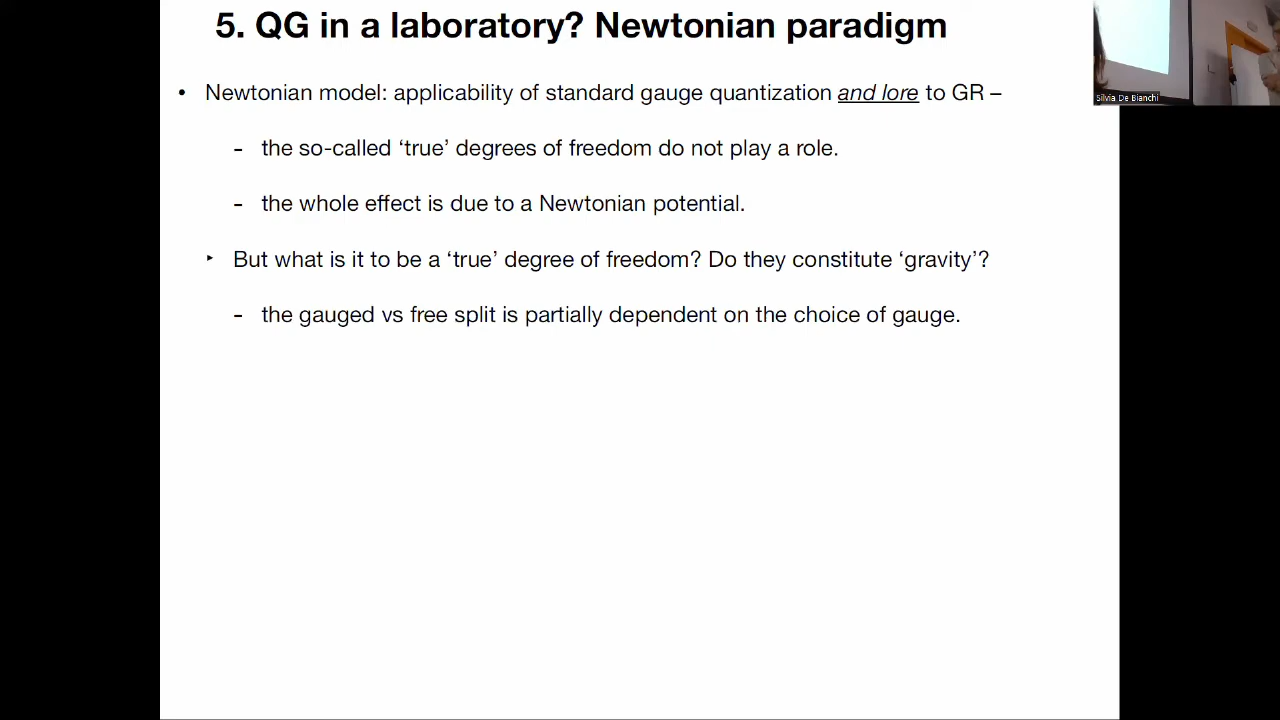 5. QG in a laboratory? Newtonian paradigm
• Newtonian model: applicability of standard gauge quantization and lore to GR –
- the so-called ‘true’ degrees of freedom do not play a role.
- the whole effect is due to a Newtonian potential.
‣ But what is it to be a ‘true’ degree of freedom? Do they constitute ‘gravity’?
- the gauged vs free split is partially dependent on the choice of gauge.
Silvia De Bianchi